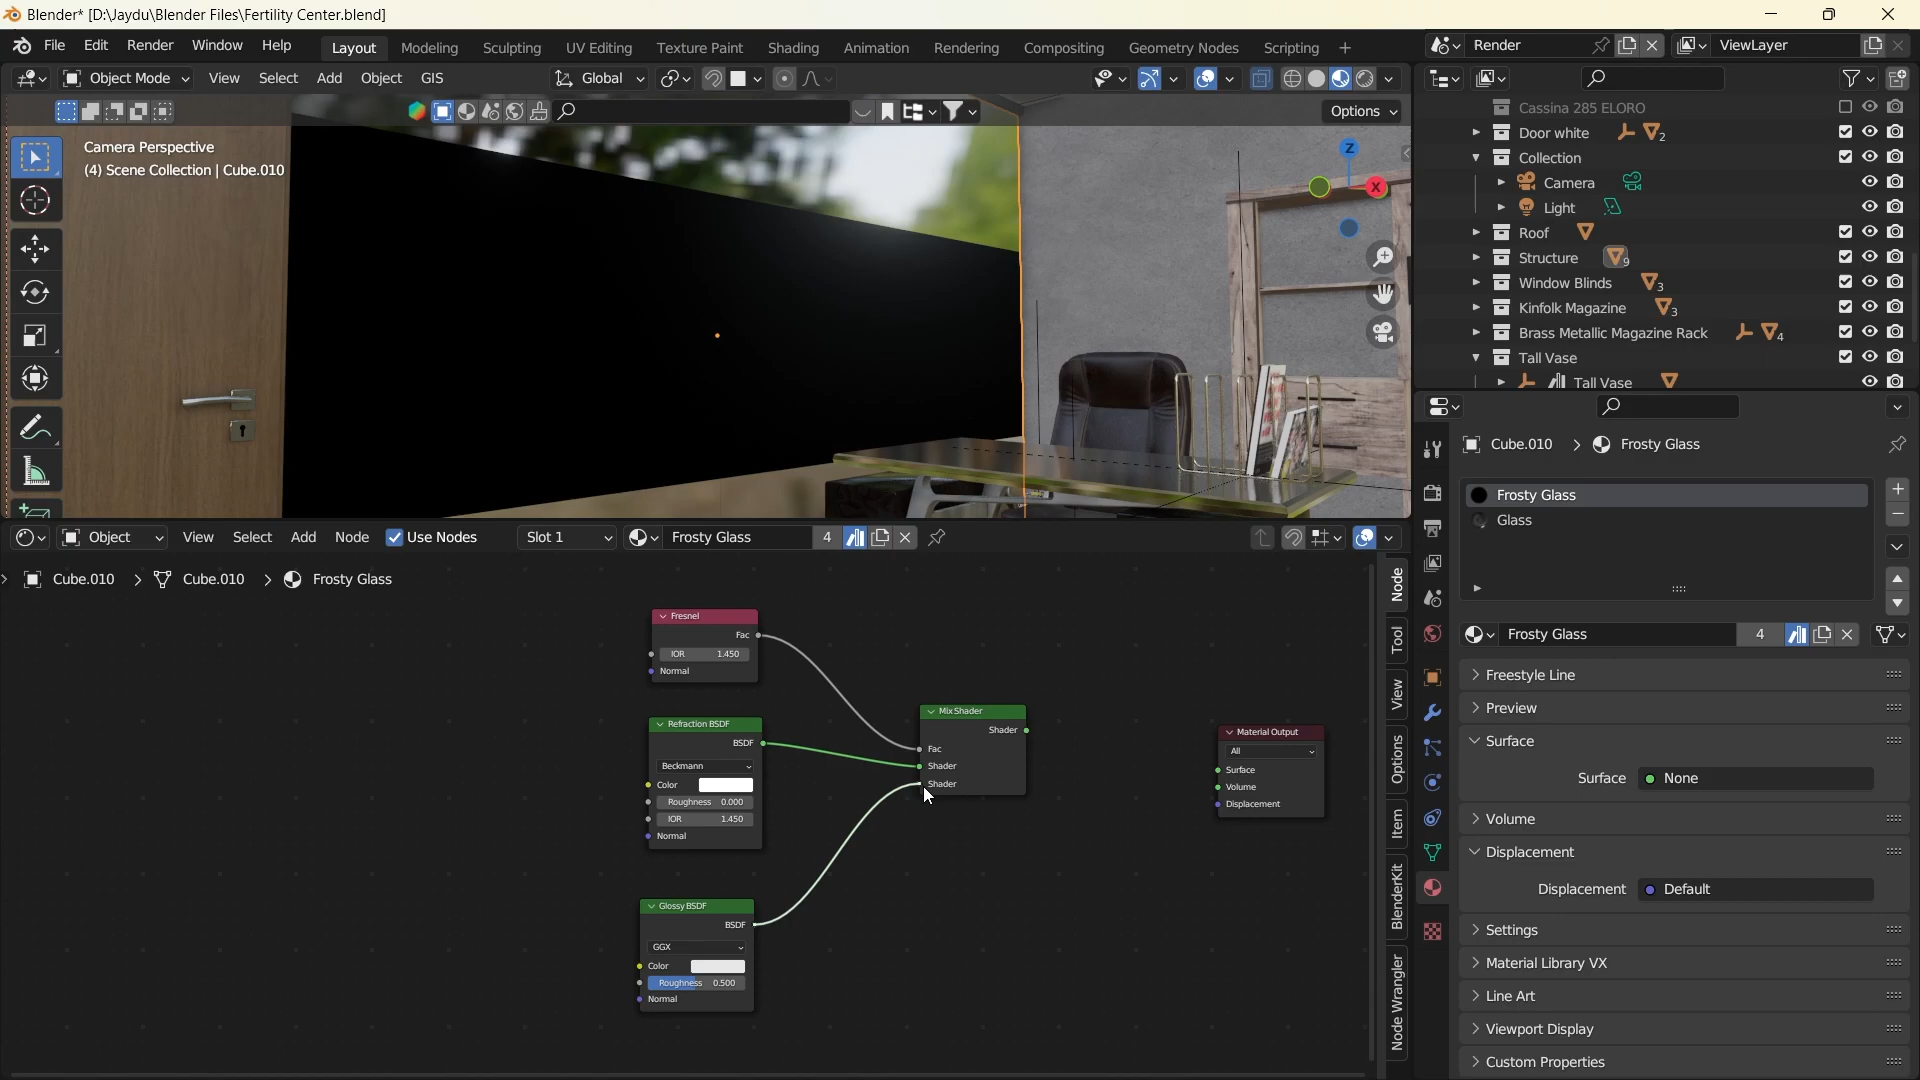 Blender* [D:\Jaydu\Blender Files\Fertility Center.blend]
File Edit Render Window Help Layout Modeling Sculpting UV Editing Texture Paint Shading Animation Rendering Compositing Geometry Nodes Scripting + Render ViewLayer
Object Mode View Select Add Object GIS Global
Options
Camera Perspective
(4) Scene Collection | Cube.010
Z
X
Cassina 285 ELORO
Door white 2
Collection
Camera
Light
Roof
Structure 9
Window Blinds 3
Kinfolk Magazine 3
Brass Metallic Magazine Rack 4
Tall Vase
Tall Vase
Cube.010 > Frosty Glass
Frosty Glass
Glass
Frosty Glass 4
Freestyle Line
Preview
Surface
Surface None
Volume
Displacement
Displacement Default
Settings
Material Library VX
Line Art
Viewport Display
Custom Properties
Object View Select Add Node Use Nodes Slot 1 Frosty Glass 4
Cube.010 > Cube.010 > Frosty Glass
Fresnel
Fac
IOR 1.450
Normal
Refraction BSDF
BSDF
Beckmann
Color
Roughness 0.000
IOR 1.450
Normal
Glossy BSDF
BSDF
GGX
Color
Roughness 0.500
Normal
Mix Shader
Shader
Fac
Shader
Shader
Material Output
All
Surface
Volume
Displacement
Node
Tool
View
Options
Item
BlenderKit
Node Wrangler